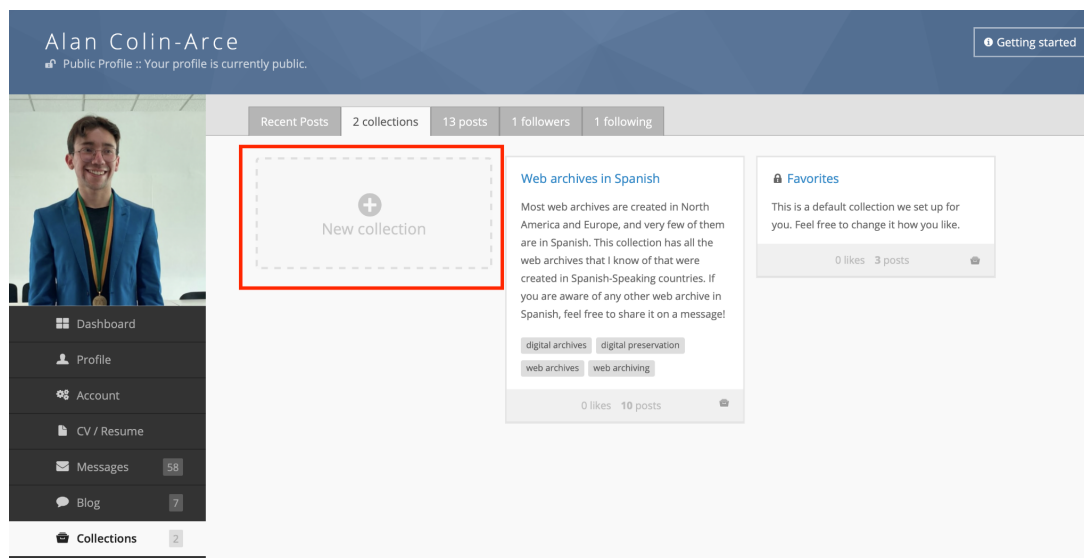 Alan Colin-Arce
Public Profile :: Your profile is currently public.
Getting started
Recent Posts
2 collections
13 posts
1 followers
1 following
New collection
Web archives in Spanish
Most web archives are created in North
America and Europe, and very few of them
are in Spanish. This collection has all the
web archives that I know of that were
created in Spanish-Speaking countries. If
you are aware of any other web archive in
Spanish, feel free to share it on a message!
digital archives
digital preservation
web archives
web archiving
0 likes 10 posts
Favorites
This is a default collection we set up for
you. Feel free to change it how you like.
0 likes 3 posts
Dashboard
Profile
Account
CV / Resume
Messages 58
Blog 7
Collections 2